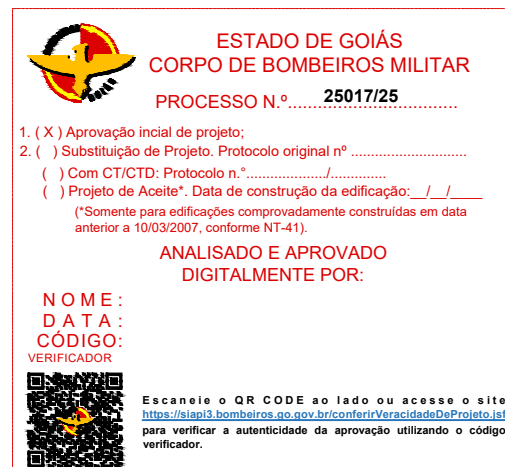 ESTADO DE GOIÁS
CORPO DE BOMBEIROS MILITAR
PROCESSO N.º......25017/25..................
1. ( X ) Aprovação incial de projeto;
2. (   ) Substituição de Projeto. Protocolo original nº ............................
(   ) Com CT/CTD: Protocolo n.°..................../..............
(   ) Projeto de Aceite*. Data de construção da edificação:__/__/____
(*Somente para edificações comprovadamente construídas em data
anterior a 10/03/2007, conforme NT-41).
ANALISADO E APROVADO
DIGITALMENTE POR:
NOME:
DATA:
CÓDIGO:
VERIFICADOR
Escaneie o QR CODE ao lado ou acesse o site
https://siapi3.bombeiros.go.gov.br/conferirVeracidadeDeProjeto.jsf
para verificar a autenticidade da aprovação utilizando o código
verificador.